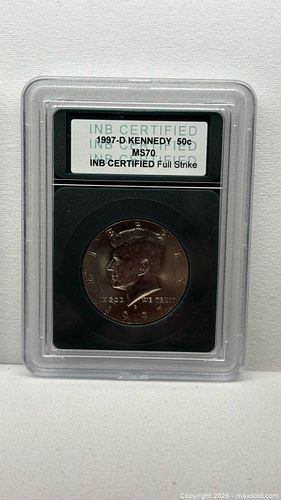 INB CERTIFIED
1997-D KENNEDY 50c
MS70
INB CERTIFIED Full Strike
LIBERTY
IN GOD WE TRUST
D
1997
Copyright 2026 - maxsold.com